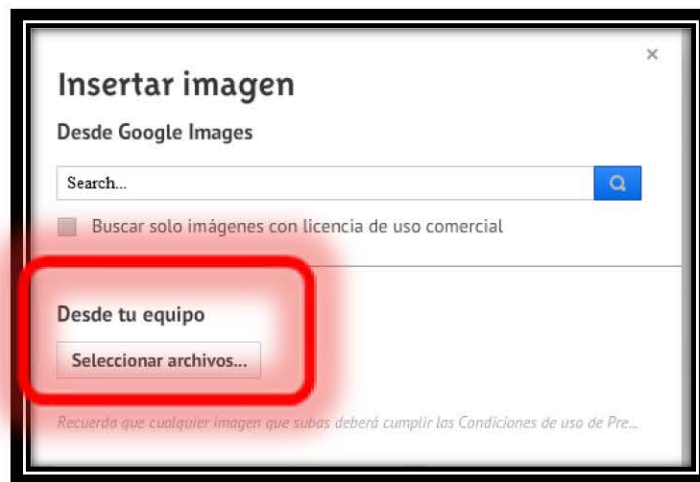 ×
Insertar imagen
Desde Google Images
Search...
Buscar solo imágenes con licencia de uso comercial
Desde tu equipo
Seleccionar archivos...
Recuerda que cualquier imagen que subas deberá cumplir las Condiciones de uso de Pre...